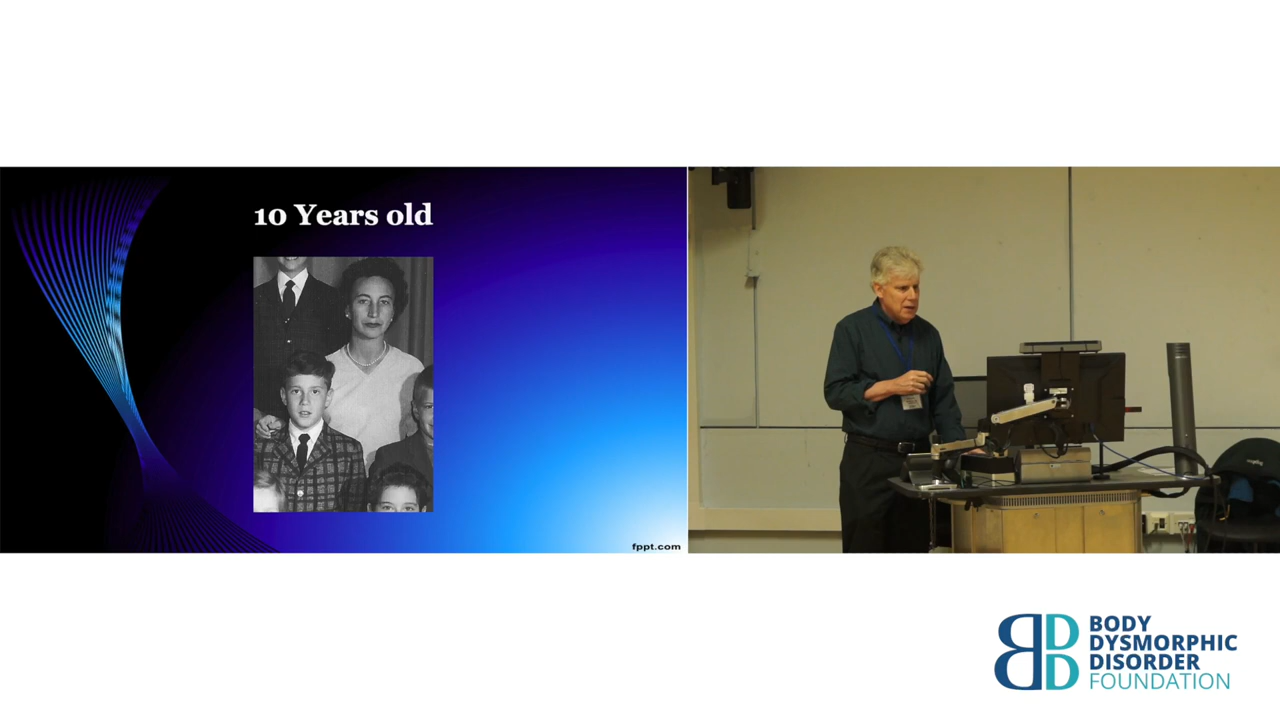 10 Years old
fppt.com
BODY
DYSMORPHIC
DISORDER
FOUNDATION